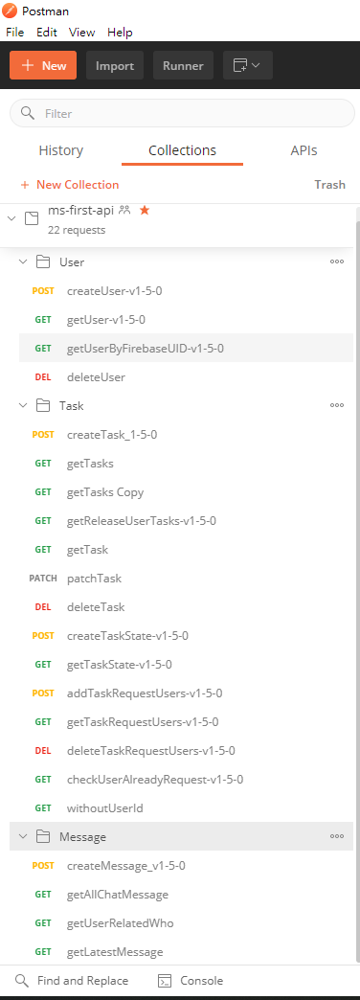 Postman
File Edit View Help
New Import Runner
Filter
History Collections APIs
+ New Collection Trash
ms-first-api
22 requests
User
POST createUser-v1-5-0
GET getUser-v1-5-0
GET getUserByFirebaseUID-v1-5-0
DEL deleteUser
Task
POST createTask_1-5-0
GET getTasks
GET getTasks Copy
GET getReleaseUserTasks-v1-5-0
GET getTask
PATCH patchTask
DEL deleteTask
POST createTaskState-v1-5-0
GET getTaskState-v1-5-0
POST addTaskRequestUsers-v1-5-0
GET getTaskRequestUsers-v1-5-0
DEL deleteTaskRequestUsers-v1-5-0
GET checkUserAlreadyRequest-v1-5-0
GET withoutUserId
Message
POST createMessage_v1-5-0
GET getAllChatMessage
GET getUserRelatedWho
GET getLatestMessage
Find and Replace Console